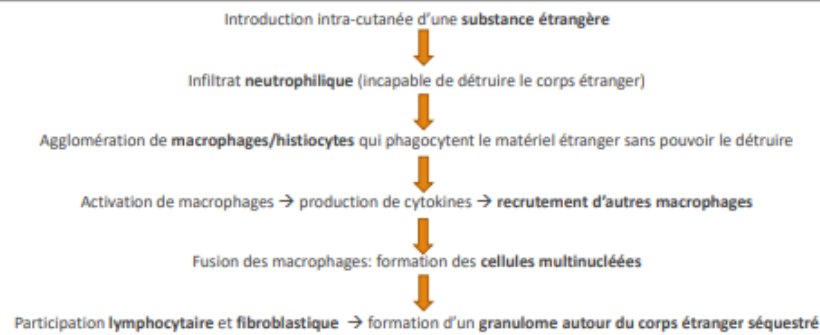 Introduction intra-cutanée d'une substance étrangère
Infiltrat neutrophilique (incapable de détruire le corps étranger)
Agglomération de macrophages/histiocytes qui phagocytent le matériel étranger sans pouvoir le détruire
Activation de macrophages → production de cytokines → recrutement d'autres macrophages
Fusion des macrophages: formation des cellules multinucléées
Participation lymphocytaire et fibroblastique → formation d'un granulome autour du corps étranger séquestré